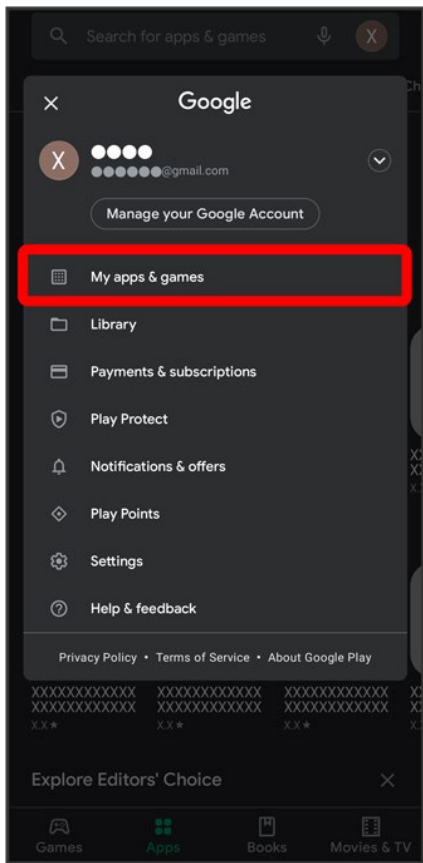 Search for apps & games
X
Ch
Google
X
@gmail.com
Manage your Google Account
My apps & games
Library
Payments & subscriptions
Play Protect
Notifications & offers
Play Points
Settings
Help & feedback
Privacy Policy • Terms of Service • About Google Play
XXXXXXXXXXXX XXXXXXXXXXXX XXXXXXXXXXXX X
XXXXXXXXXXXX XXXXXXXXXXXX XXXXXXXXXXXX X
X.X★ X.X★ X.X★ X.
Explore Editors' Choice
Games Apps Books Movies & TV